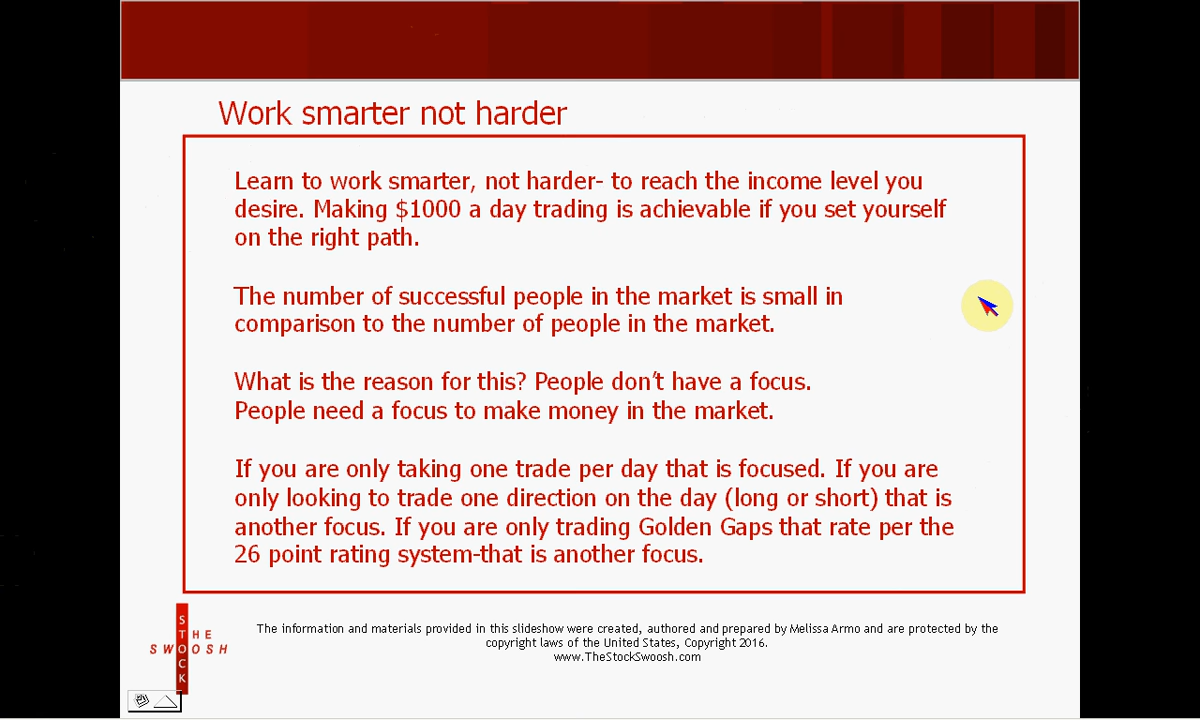 Work smarter not harder
Learn to work smarter, not harder- to reach the income level you
desire. Making $1000 a day trading is achievable if you set yourself
on the right path.
The number of successful people in the market is small in
comparison to the number of people in the market.
What is the reason for this? People don't have a focus.
People need a focus to make money in the market.
If you are only taking one trade per day that is focused. If you are
only looking to trade one direction on the day (long or short) that is
another focus. If you are only trading Golden Gaps that rate per the
26 point rating system-that is another focus.
THE
STOCK
SWOOSH
The information and materials provided in this slideshow were created, authored and prepared by Melissa Armo and are protected by the
copyright laws of the United States, Copyright 2016.
www.TheStockSwoosh.com